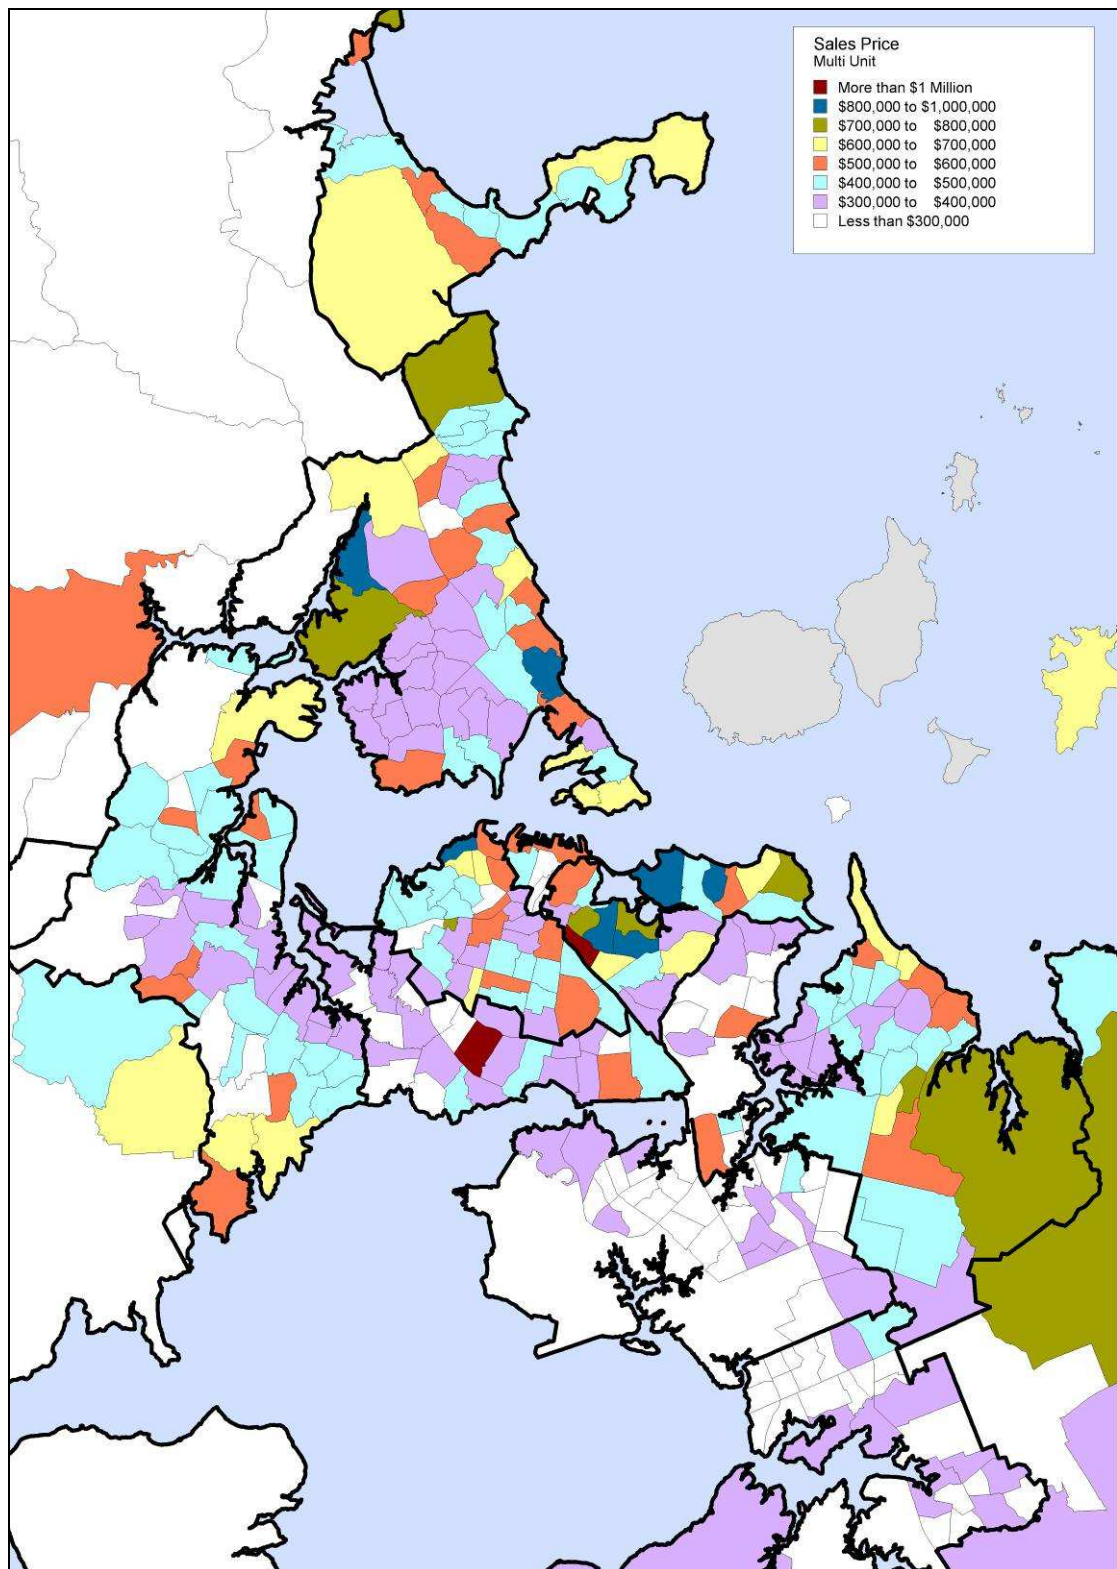 Sales Price
Multi Unit
More than $1 Million
$800,000 to $1,000,000
$700,000 to $800,000
$600,000 to $700,000
$500,000 to $600,000
$400,000 to $500,000
$300,000 to $400,000
Less than $300,000